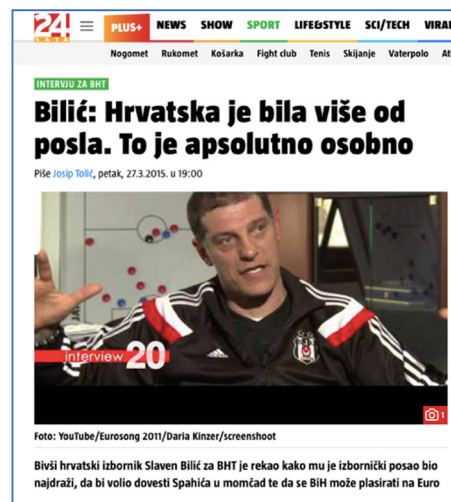 24
SATA
PLUS+ NEWS SHOW SPORT LIFE&STYLE SCI/TECH VIRAL
Nogomet Rukomet Košarka Fight club Tenis Skijanje Vaterpolo
INTERVJU ZA BHT
Bilić: Hrvatska je bila više od
posla. To je apsolutno osobno
Piše Josip Tolić, petak, 27.3.2015. u 19:00
interview 20
adidas
1
Foto: YouTube/Eurosong 2011/Daria Kinzer/screenshoot
Bivši hrvatski izbornik Slaven Bilić za BHT je rekao kako mu je izbornički posao bio
najdraži, da bi volio dovesti Spahića u momčad te da se BiH može plasirati na Euro